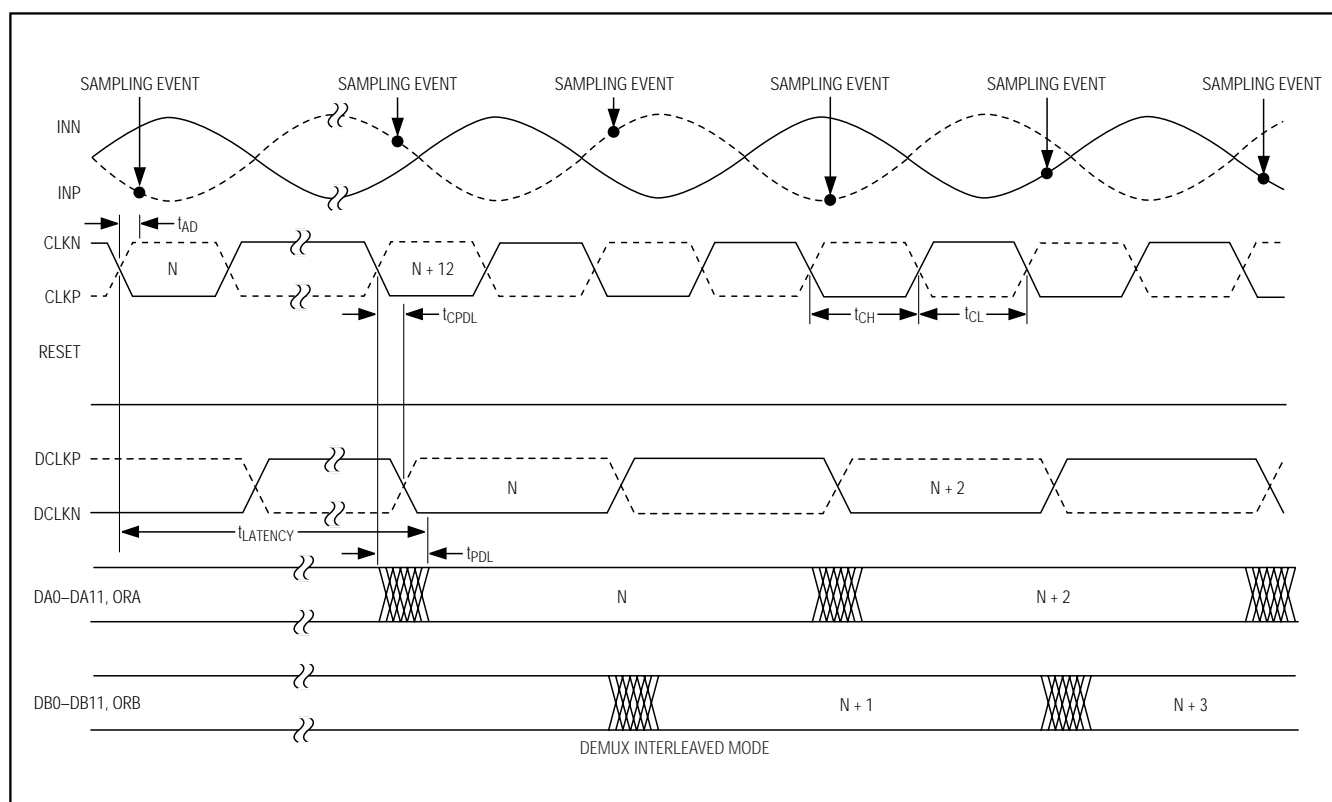 SAMPLING EVENT SAMPLING EVENT SAMPLING EVENT SAMPLING EVENT SAMPLING EVENT SAMPLING EVENT
INN
INP
tAD
CLKN
N N + 12
CLKP
tCPDL tCH tCL
RESET
DCLKP
N N + 2
DCLKN
tLATENCY
tPDL
DA0–DA11, ORA N N + 2
DB0–DB11, ORB N + 1 N + 3
DEMUX INTERLEAVED MODE